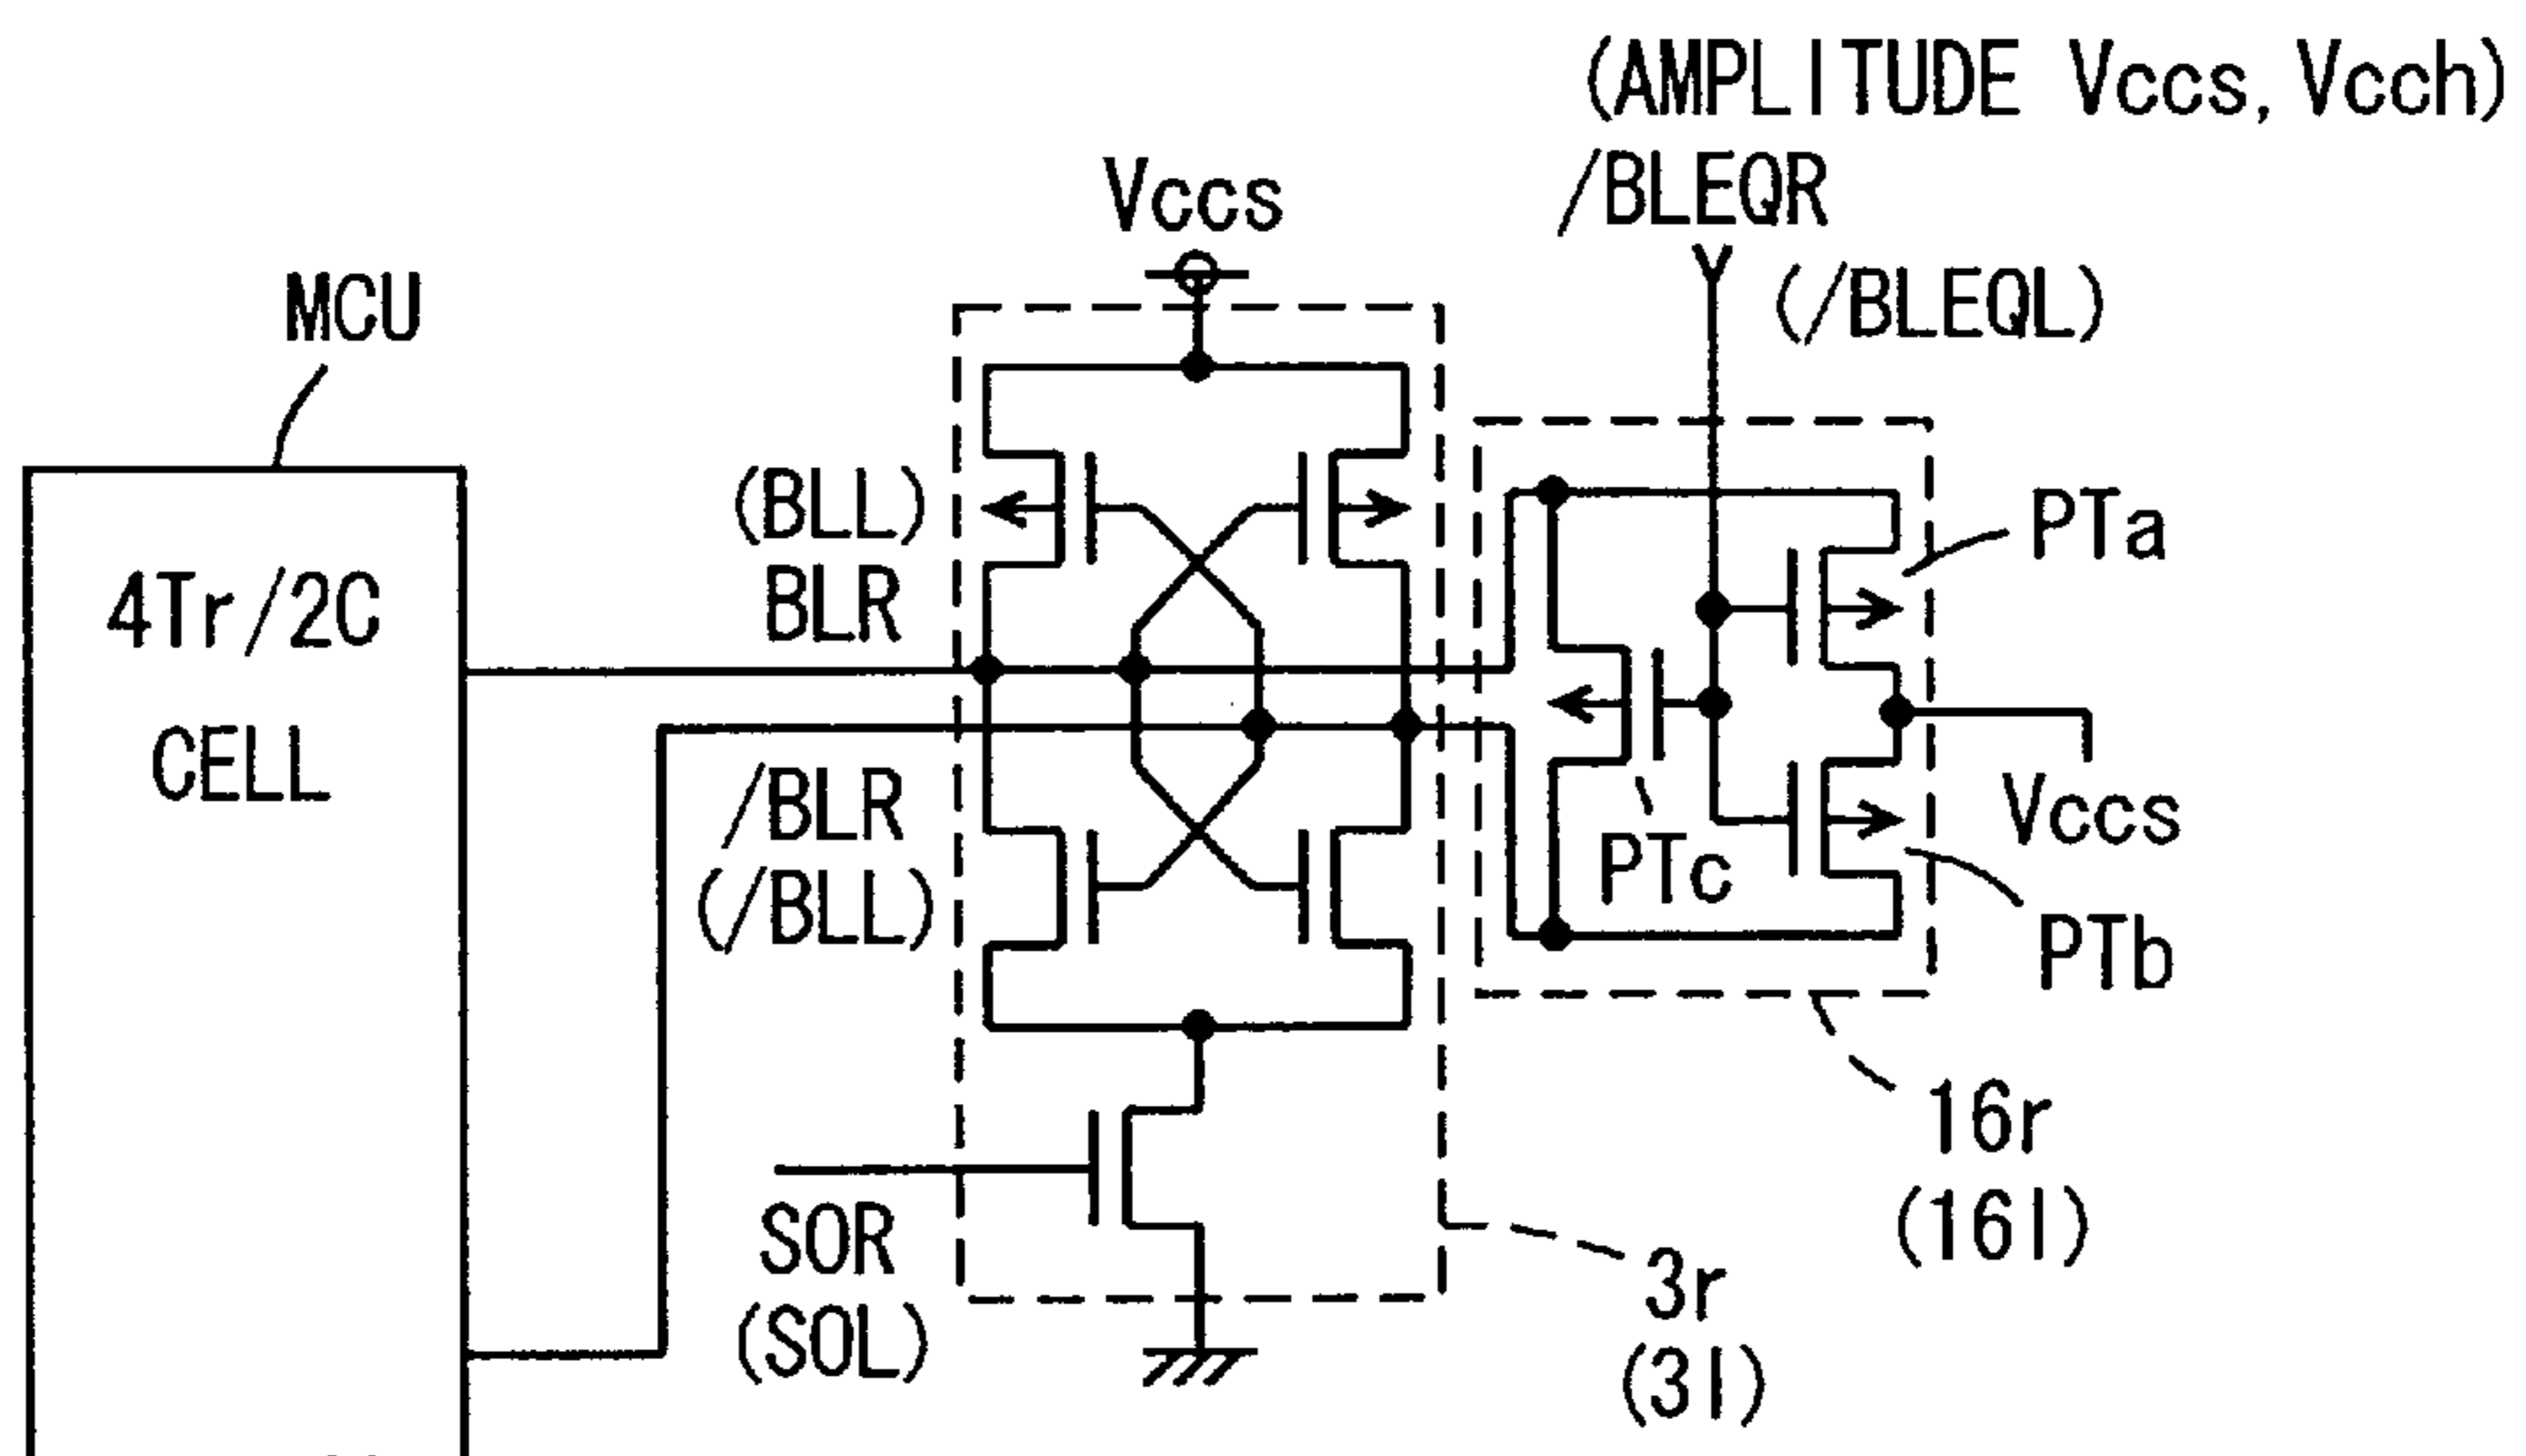 (AMPLITUDE Vccs, Vcch)
/BLEQR
(/BLEQL)
Vccs
MCU
4Tr/2C
CELL
(BLL)
BLR
/BLR
(/BLL)
PTa
PTc
Vccs
PTb
16r
(16l)
SOR
(SOL)
3r
(3l)